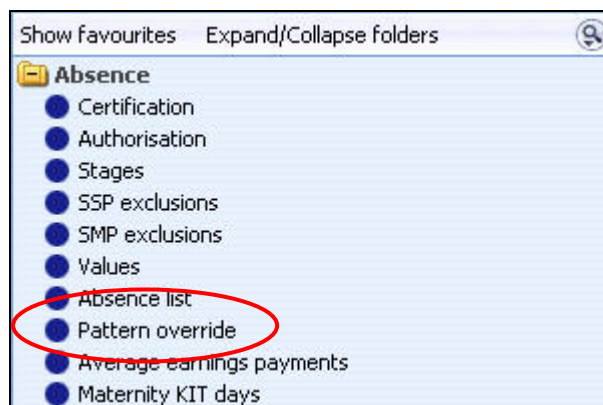 Show favourites Expand/Collapse folders
Absence
Certification
Authorisation
Stages
SSP exclusions
SMP exclusions
Values
Absence list
Pattern override
Average earnings payments
Maternity KIT days